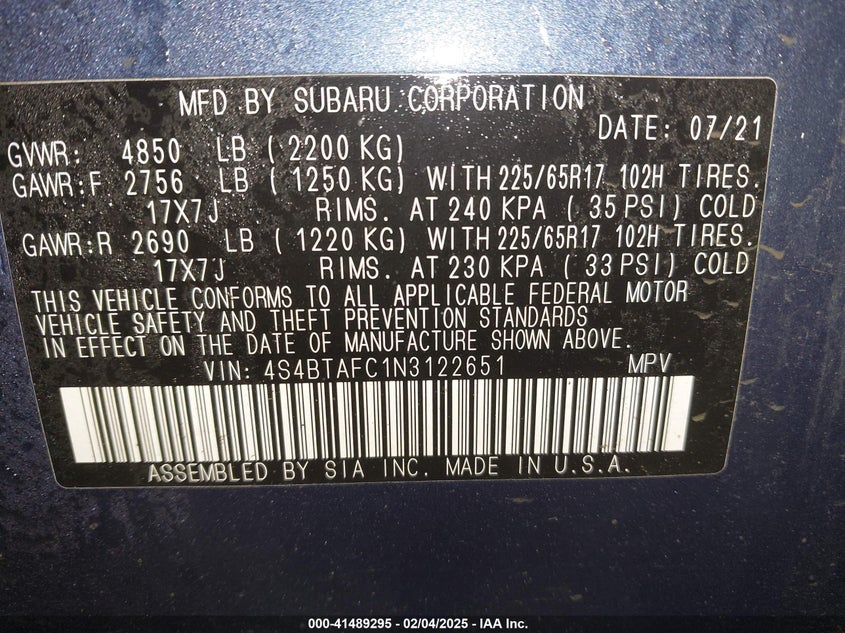 MFD BY SUBARU CORPORATION
DATE: 07/21
GVWR: 4850 LB ( 2200 KG)
GAWR:F 2756 LB ( 1250 KG) WITH 225/65R17 102H TIRES.
17X7J RIMS. AT 240 KPA ( 35 PSI) COLD
GAWR:R 2690 LB ( 1220 KG) WITH 225/65R17 102H TIRES.
17X7J RIMS. AT 230 KPA ( 33 PSI) COLD
THIS VEHICLE CONFORMS TO ALL APPLICABLE FEDERAL MOTOR
VEHICLE SAFETY AND THEFT PREVENTION STANDARDS
IN EFFECT ON THE DATE OF MANUFACTURE SHOWN ABOVE.
VIN: 4S4BTAFC1N3122651 MPV
ASSEMBLED BY SIA INC. MADE IN U.S.A.
000-41489295 - 02/04/2025 - IAA Inc.